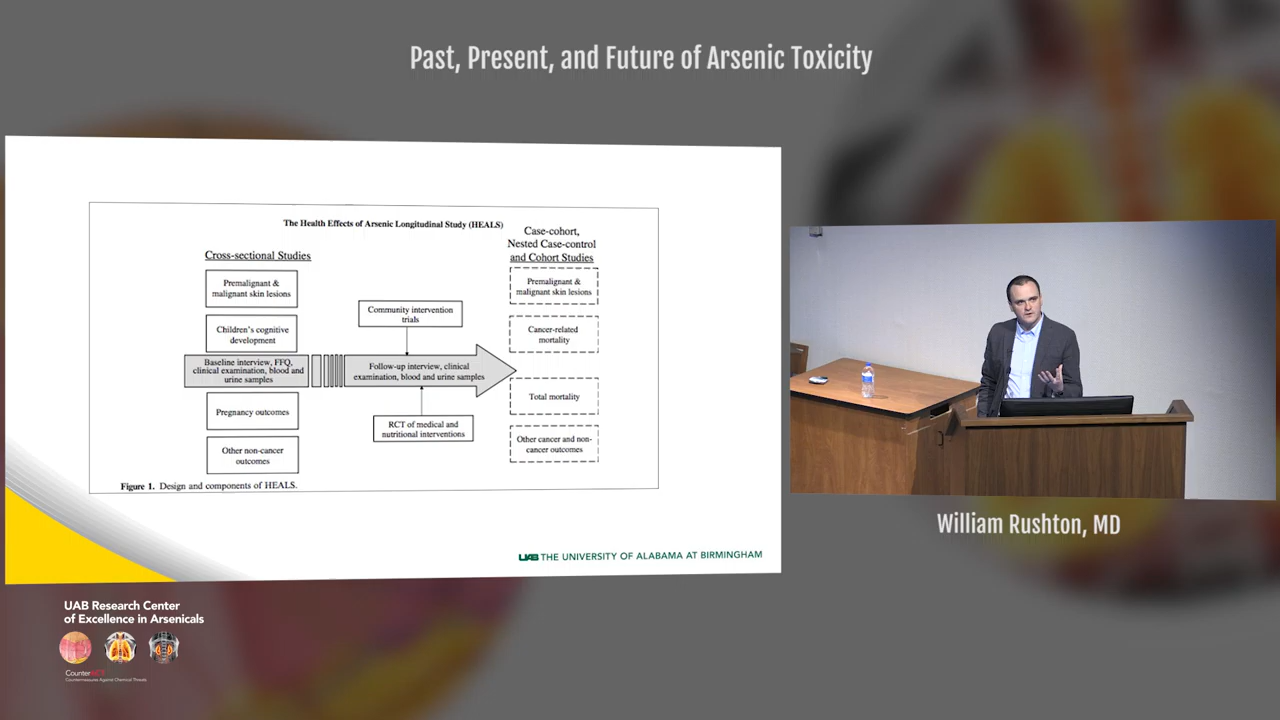 Past, Present, and Future of Arsenic Toxicity
The Health Effects of Arsenic Longitudinal Study (HEALS)
Cross-sectional Studies
Premalignant &
malignant skin lesions
Children's cognitive
development
Baseline interview, FFQ,
clinical examination, blood and
urine samples
Pregnancy outcomes
Other non-cancer
outcomes
Community intervention
trials
Follow-up interview, clinical
examination, blood and urine samples
RCT of medical and
nutritional interventions
Case-cohort,
Nested Case-control
and Cohort Studies
Premalignant &
malignant skin lesions
Cancer-related
mortality
Total mortality
Other cancer and non-
cancer outcomes
Figure 1. Design and components of HEALS.
UAB THE UNIVERSITY OF ALABAMA AT BIRMINGHAM
William Rushton, MD
UAB Research Center
of Excellence in Arsenicals
Countermeasures Against Chemical Threats